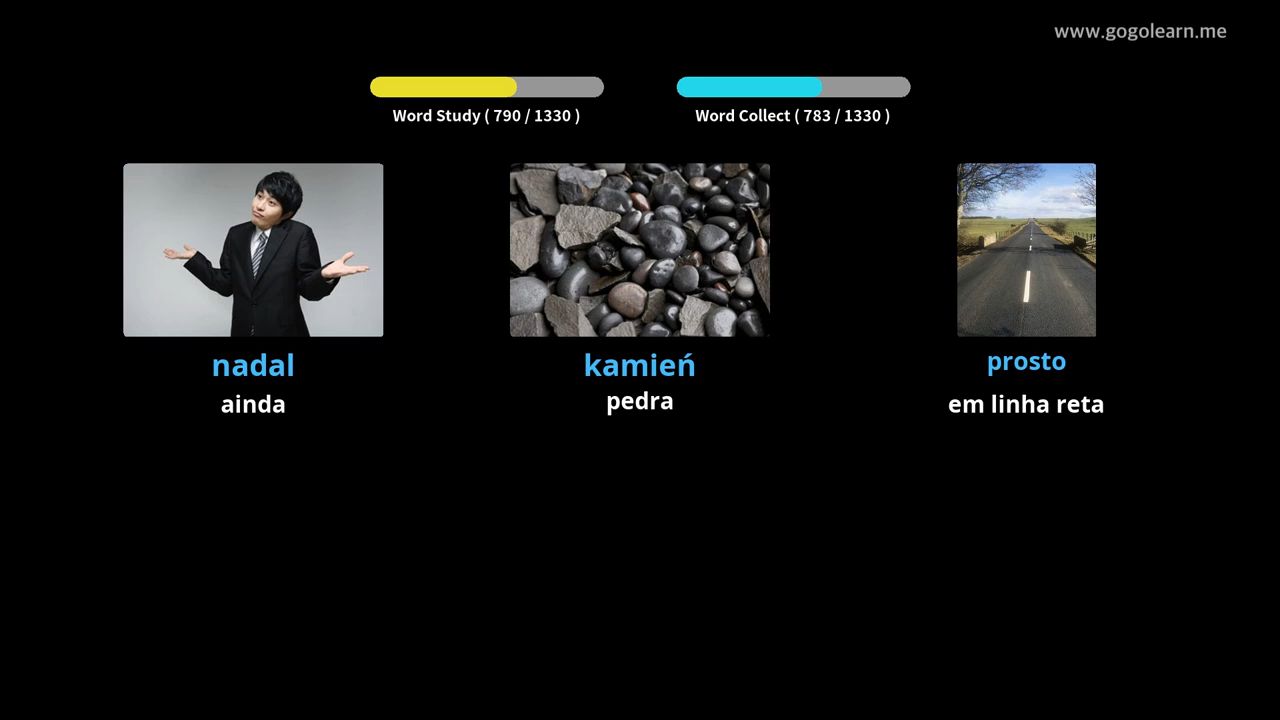 www.gogolearn.me
Word Study ( 790 / 1330 )
Word Collect ( 783 / 1330 )
nadal
ainda
kamień
pedra
prosto
em linha reta